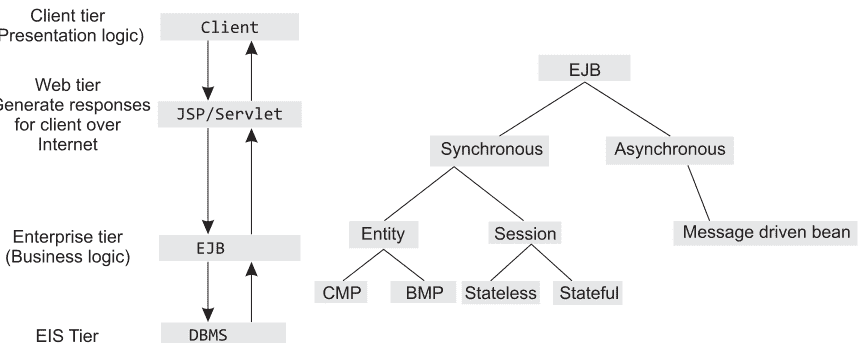 Client tier
Presentation logic)
Client
Web tier
Generate responses
for client over
Internet
JSP/Servlet
Enterprise tier
(Business logic)
EJB
EIS Tier
DBMS
EJB
Synchronous
Asynchronous
Entity
Session
Message driven bean
CMP
BMP
Stateless
Stateful